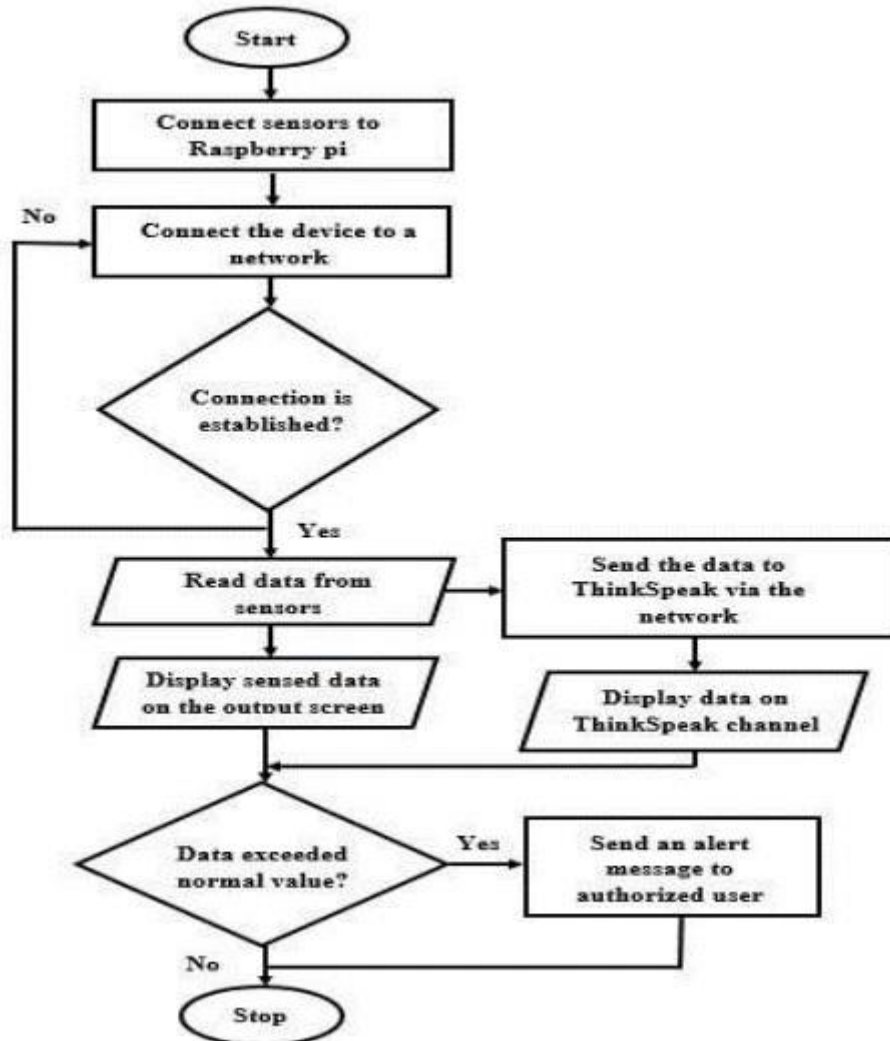 Start
Connect sensors to
Raspberry pi
No
Connect the device to a
network
Connection is
established?
Yes
Read data from
sensors
Send the data to
ThinkSpeak via the
network
Display sensed data
on the output screen
Display data on
ThinkSpeak channel
Data exceeded
normal value?
Yes
Send an alert
message to
authorized user
No
Stop